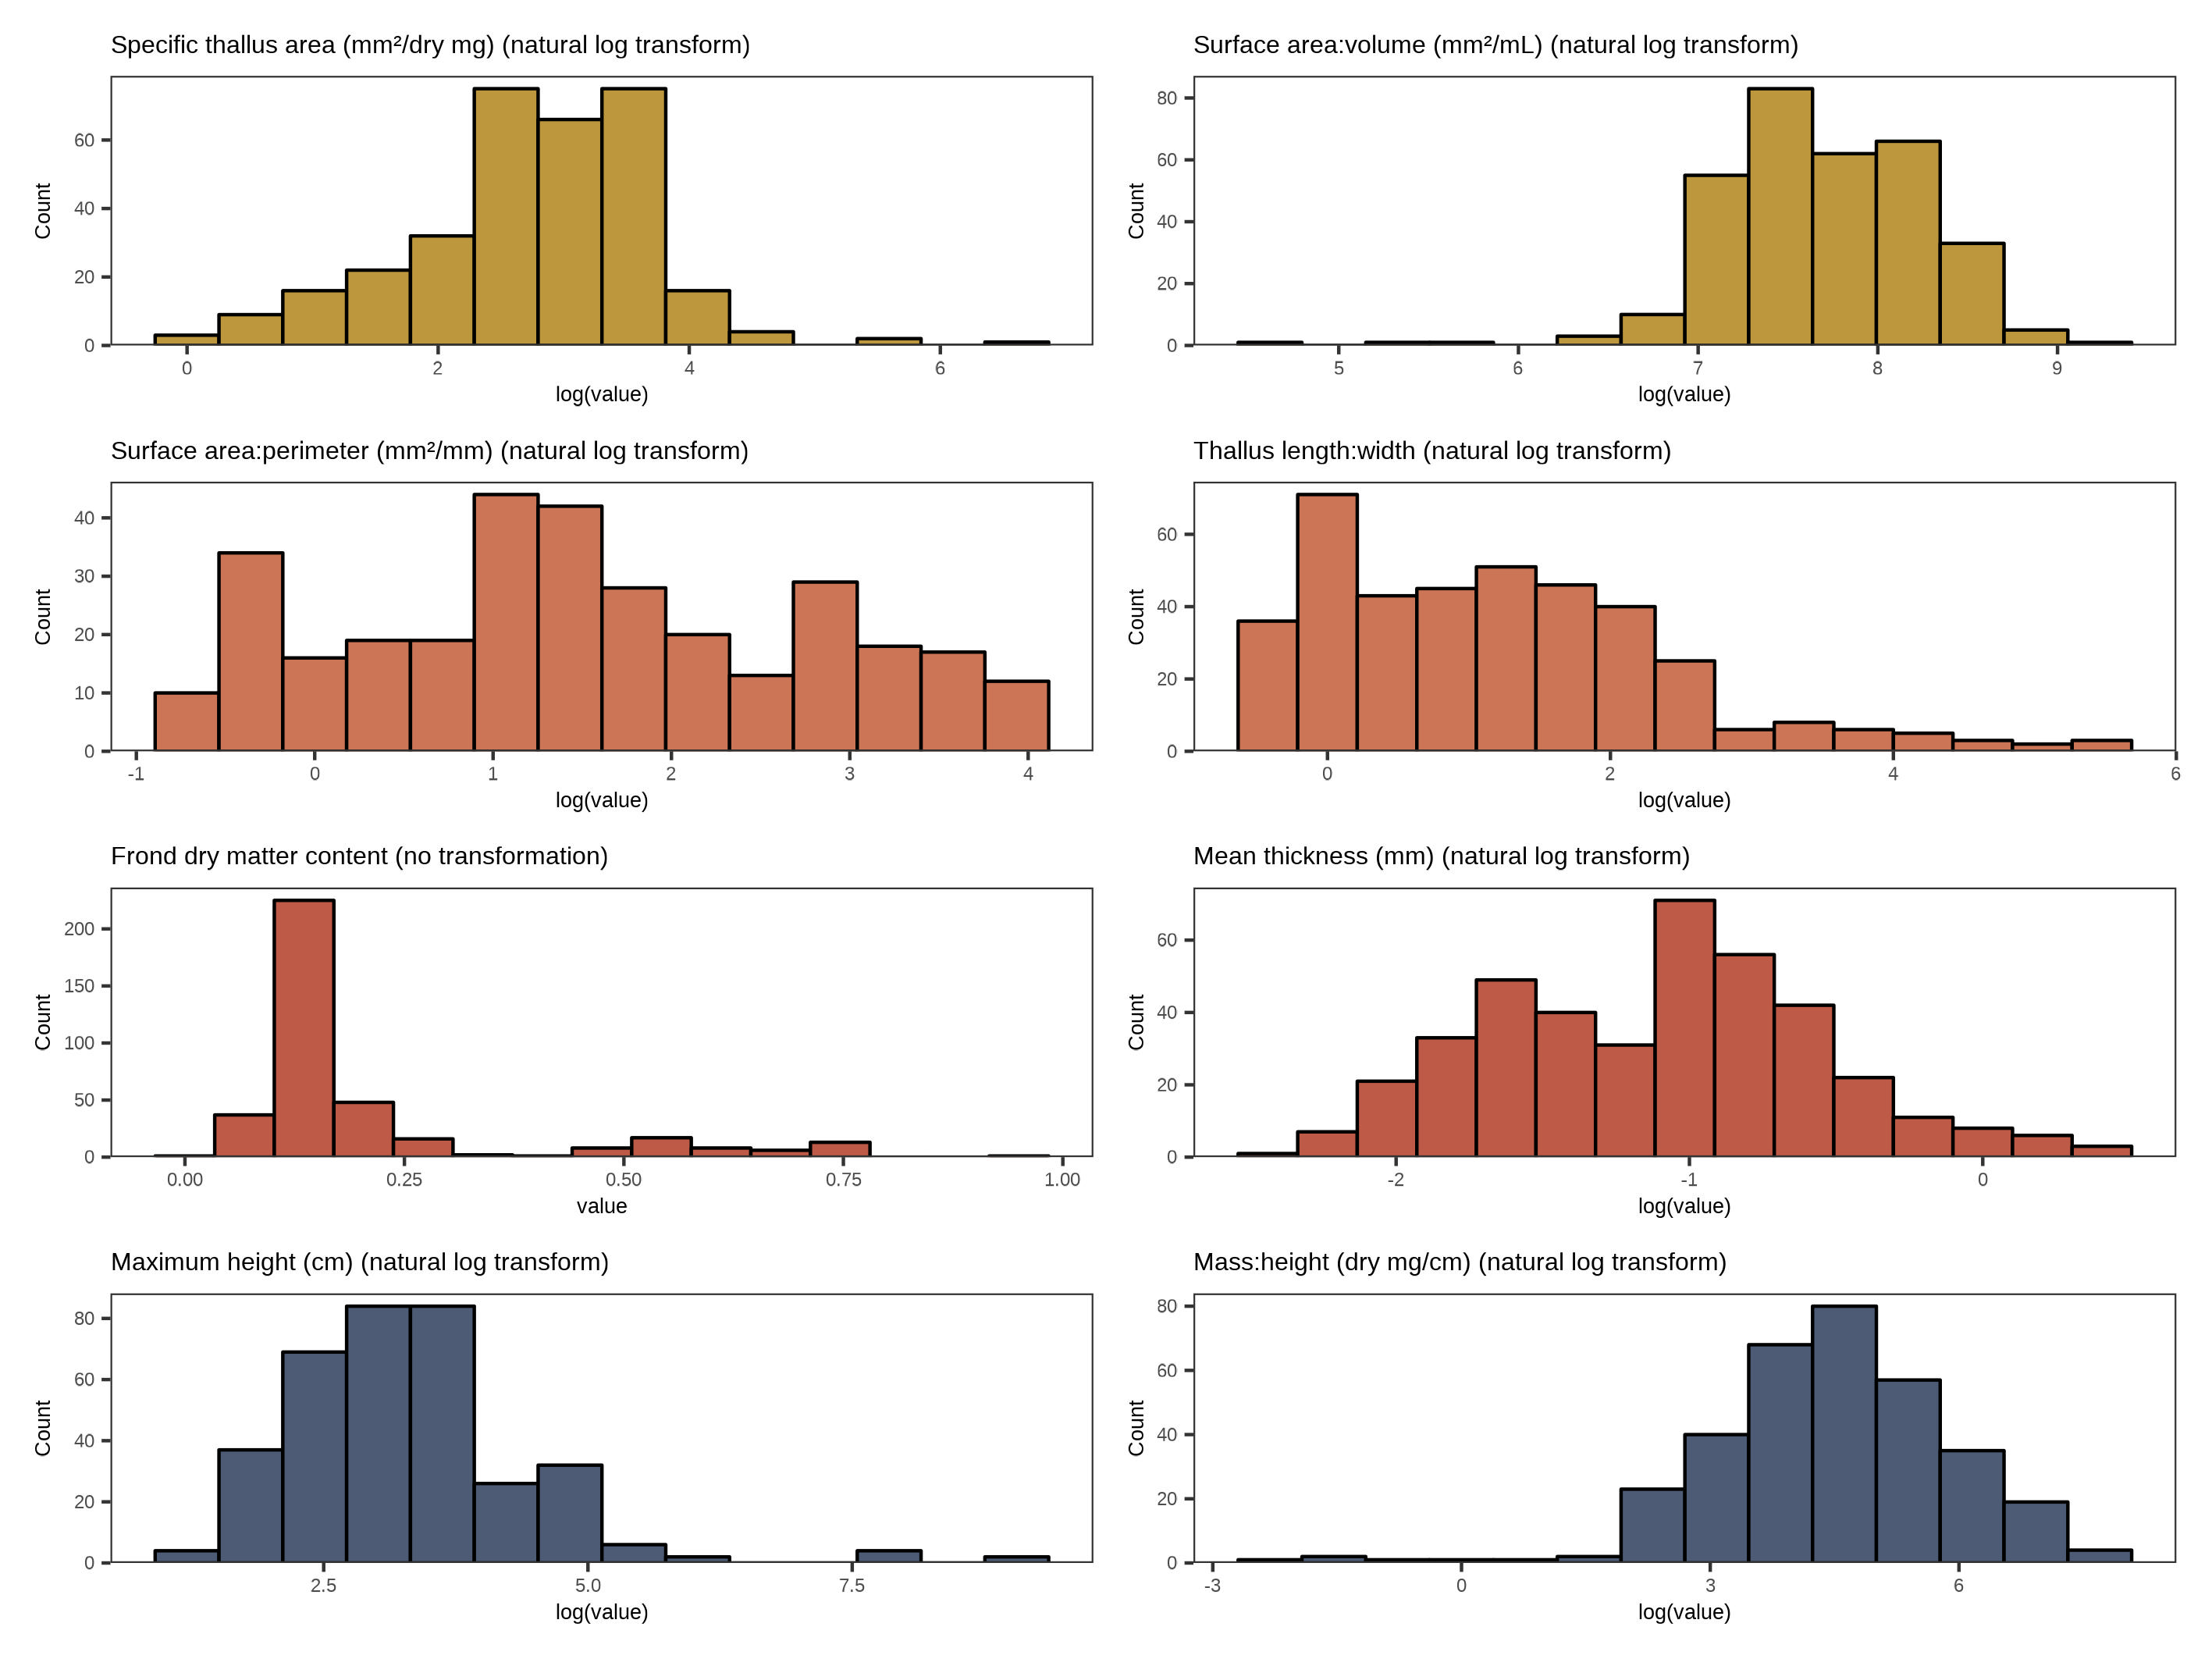 Specific thallus area (mm²/dry mg) (natural log transform)
Count
60
40
20
0
0 2 4 6
log(value)
Surface area:volume (mm²/mL) (natural log transform)
Count
80
60
40
20
0
5 6 7 8 9
log(value)
Surface area:perimeter (mm²/mm) (natural log transform)
Count
40
30
20
10
0
-1 0 1 2 3 4
log(value)
Thallus length:width (natural log transform)
Count
60
40
20
0
0 2 4 6
log(value)
Frond dry matter content (no transformation)
Count
200
150
100
50
0
0.00 0.25 0.50 0.75 1.00
value
Mean thickness (mm) (natural log transform)
Count
60
40
20
0
-2 -1 0
log(value)
Maximum height (cm) (natural log transform)
Count
80
60
40
20
0
2.5 5.0 7.5
log(value)
Mass:height (dry mg/cm) (natural log transform)
Count
80
60
40
20
0
-3 0 3 6
log(value)